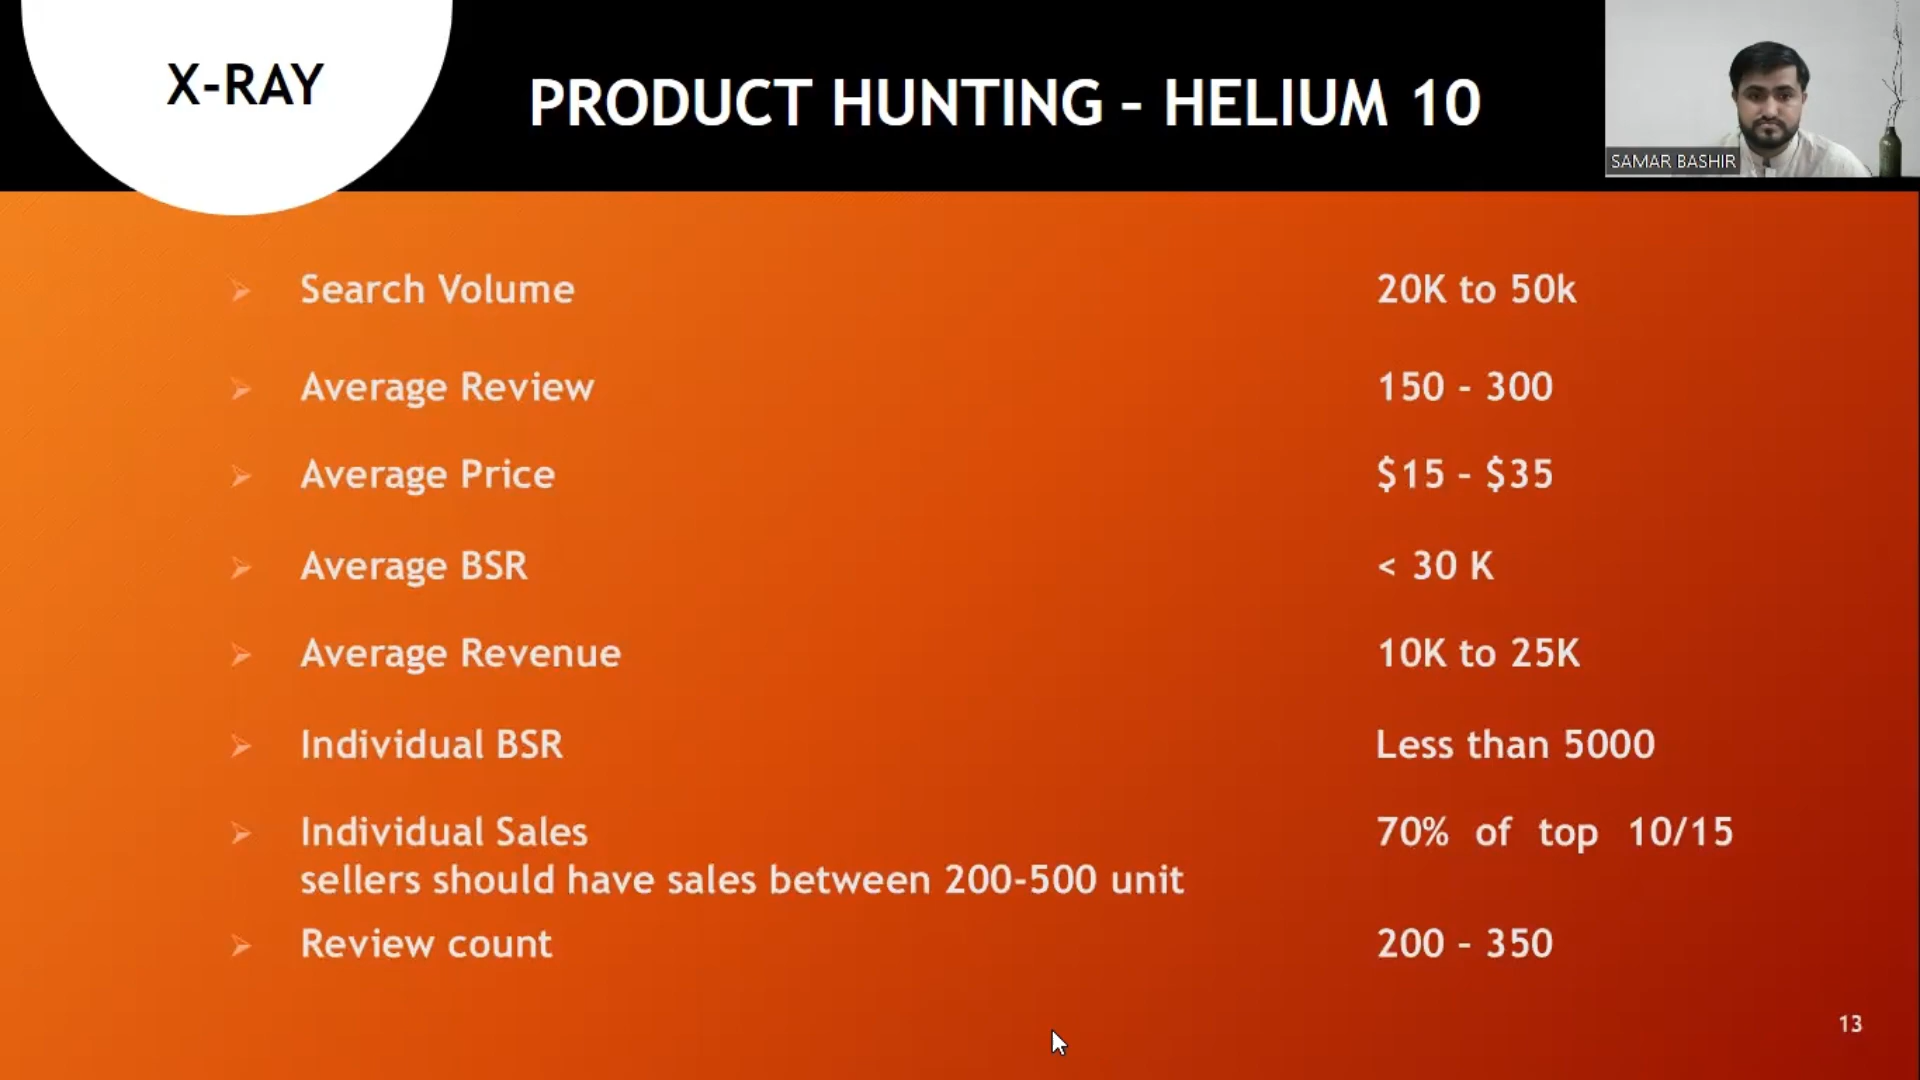 X-RAY
PRODUCT HUNTING – HELIUM 10
SAMAR BASHIR
Search Volume 20K to 50k
Average Review 150 - 300
Average Price $15 – $35
Average BSR < 30 K
Average Revenue 10K to 25K
Individual BSR Less than 5000
Individual Sales 70% of top 10/15
sellers should have sales between 200-500 unit
Review count 200 – 350
13